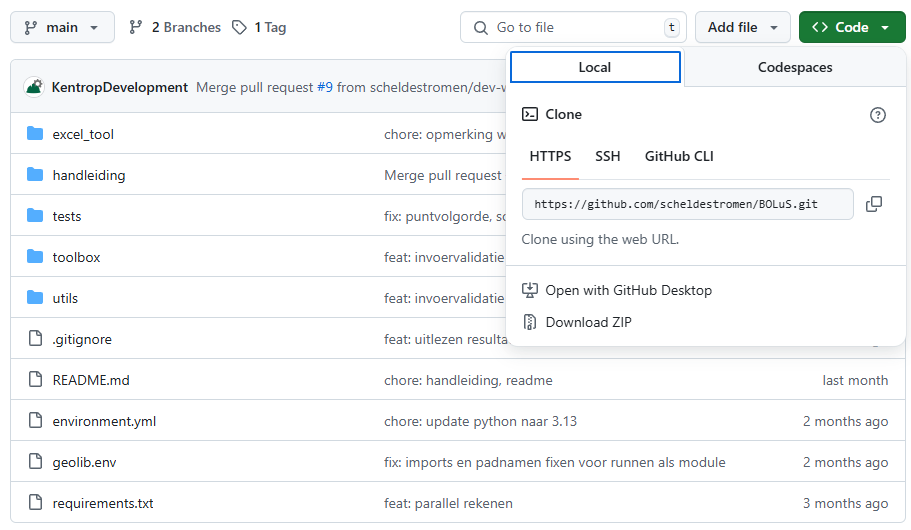 main 2 Branches 1 Tag Go to file t Add file Code
Local Codespaces
KentropDevelopment Merge pull request #9 from scheldestromen/dev-
Clone
excel_tool chore: opmerking
HTTPS SSH GitHub CLI
handleiding Merge pull request
https://github.com/scheldestromen/BOLuS.git
tests fix: puntvolgorde,
Clone using the web URL.
toolbox feat: invoervalidatie
Open with GitHub Desktop
utils feat: invoervalidatie
Download ZIP
.gitignore feat: uitlezen
README.md chore: handleiding, readme last month
environment.yml chore: update python naar 3.13 2 months ago
geolib.env fix: imports en padnamen fixen voor runnen als module 2 months ago
requirements.txt feat: parallel rekenen 3 months ago